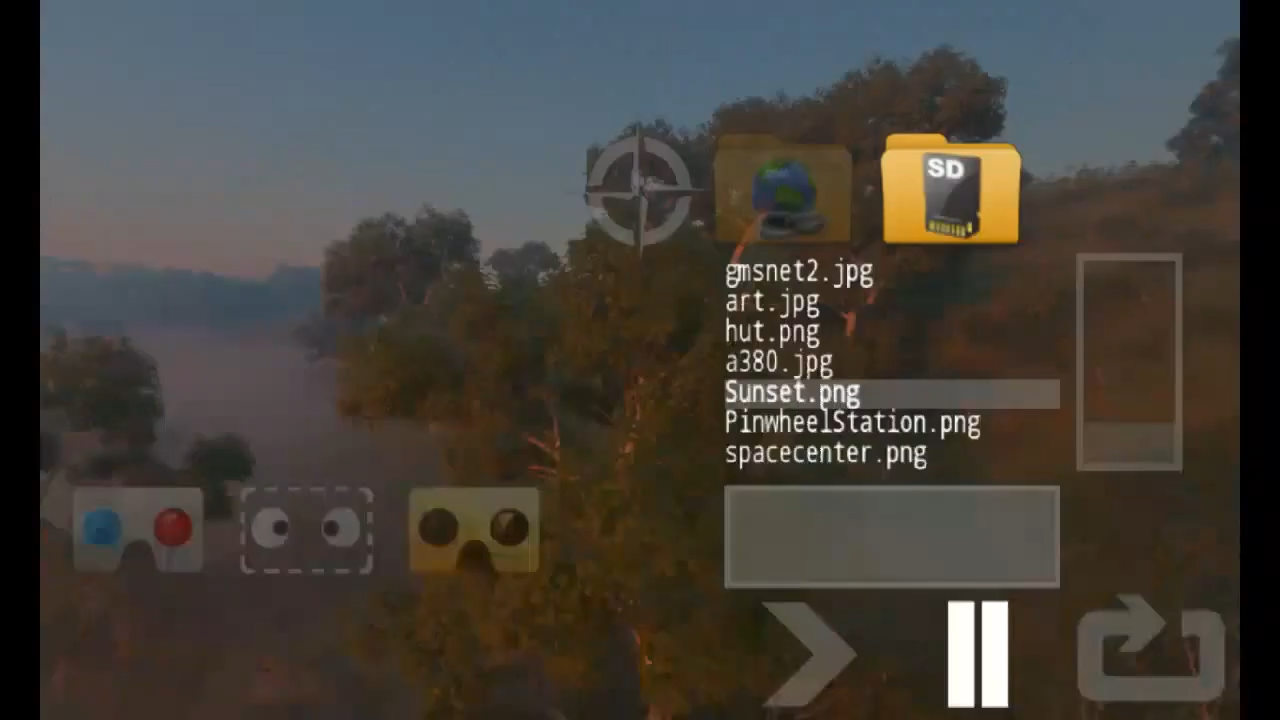 SD
gmsnet2.jpg
art.jpg
hut.png
a380.jpg
Sunset.png
PinwheelStation.png
spacecenter.png